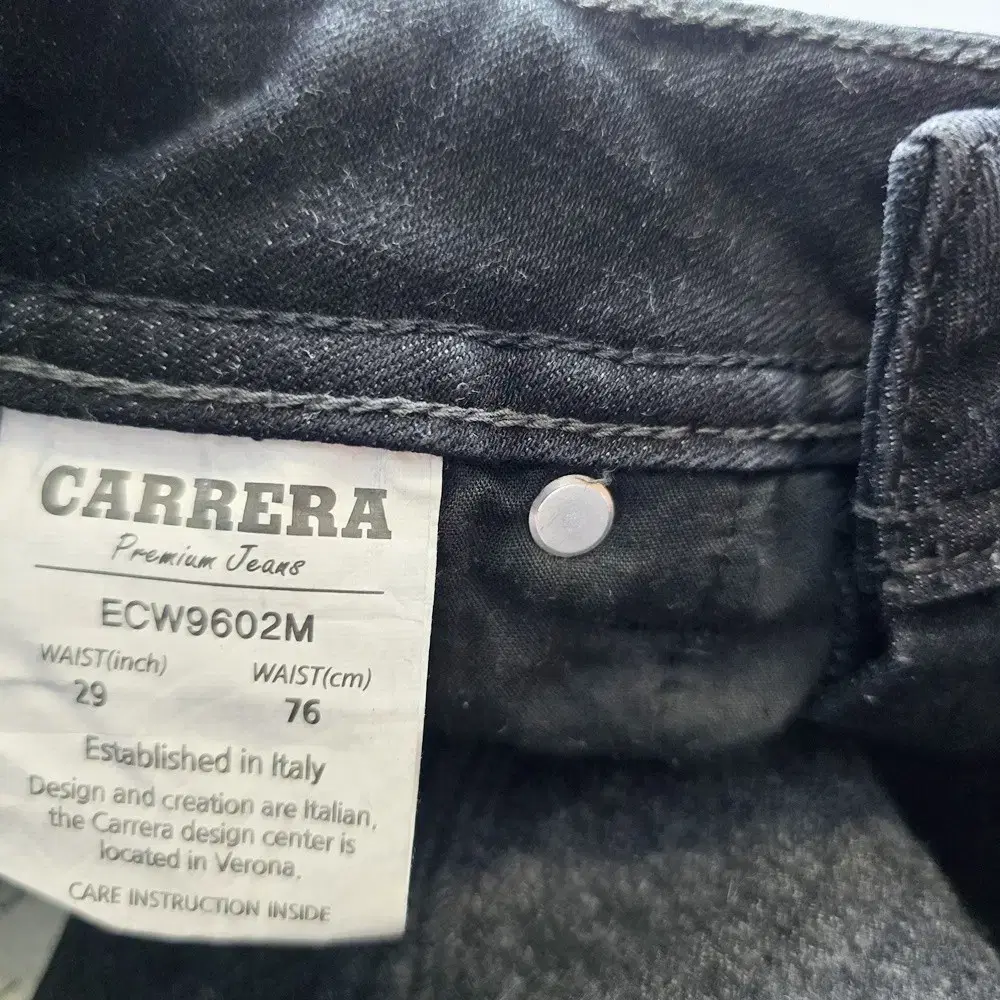 CARRERA
Premium Jeans
ECW9602M
WAIST(inch) WAIST(cm)
29 76
Established in Italy
Design and creation are Italian,
the Carrera design center is
located in Verona.
CARE INSTRUCTION INSIDE